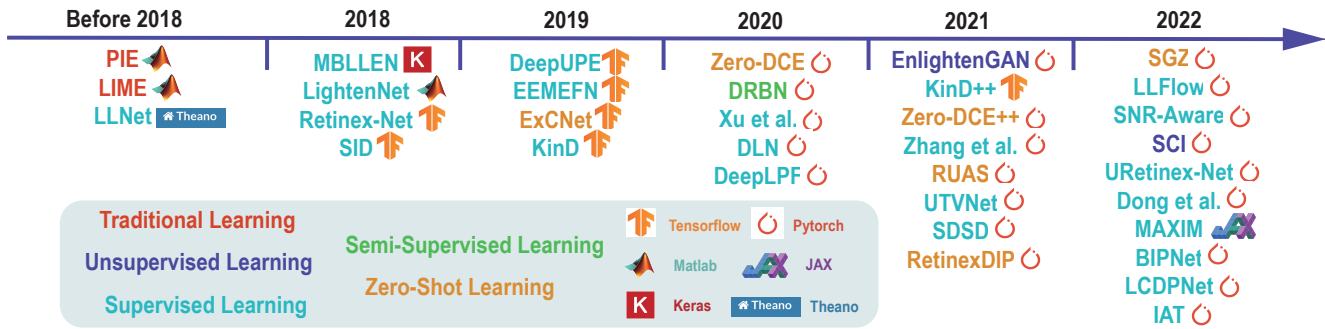 Before 2018
2018
2019
2020
2021
2022
PIE
LIME
LLNet Theano
MBLLEN K
LightenNet
Retinex-Net
SID
DeepUPE
EEMEFN
ExCNet
KinD
Zero-DCE
DRBN
Xu et al.
DLN
DeepLPF
EnlightenGAN
KinD++
Zero-DCE++
Zhang et al.
RUAS
UTVNet
SDSD
RetinexDIP
SGZ
LLFlow
SNR-Aware
SCI
URetinex-Net
Dong et al.
MAXIM JAX
BIPNet
LCDPNet
IAT
Traditional Learning
Unsupervised Learning
Supervised Learning
Semi-Supervised Learning
Zero-Shot Learning
Tensorflow
Pytorch
Matlab
JAX JAX
K Keras
Theano Theano